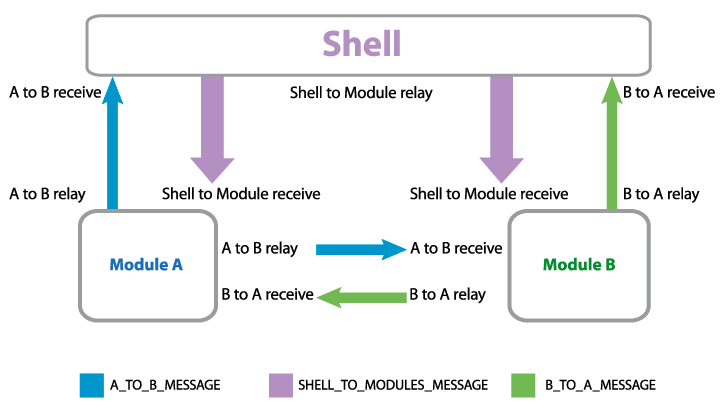 Shell
A to B receive
Shell to Module relay
B to A receive
A to B relay
Shell to Module receive
Shell to Module receive
B to A relay
Module A
A to B relay
A to B receive
Module B
B to A receive
B to A relay
A_TO_B_MESSAGE
SHELL_TO_MODULES_MESSAGE
B_TO_A_MESSAGE